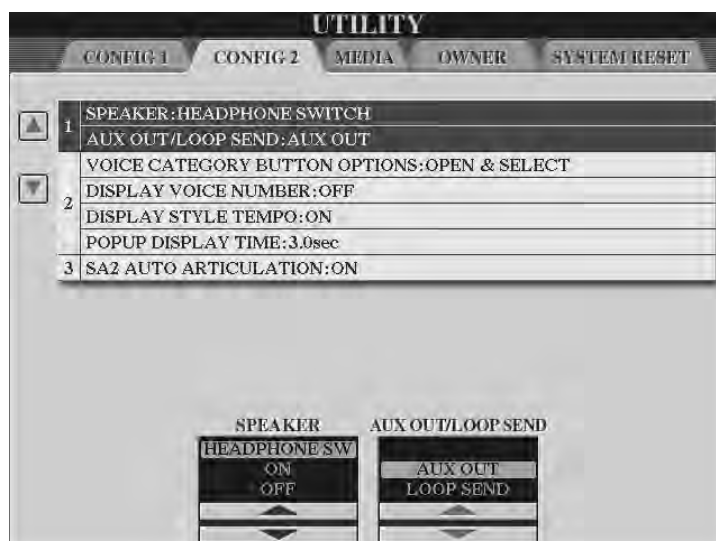 UTILITY
CONFIG 1 CONFIG 2 MEDIA OWNER SYSTEM RESET
1 SPEAKER:HEADPHONE SWITCH
AUX OUT/LOOP SEND:AUX OUT
2 VOICE CATEGORY BUTTON OPTIONS:OPEN & SELECT
DISPLAY VOICE NUMBER:OFF
DISPLAY STYLE TEMPO:ON
POPUP DISPLAY TIME:3.0sec
3 SA2 AUTO ARTICULATION:ON
SPEAKER AUX OUT/LOOP SEND
HEADPHONE SW
ON AUX OUT
OFF LOOP SEND